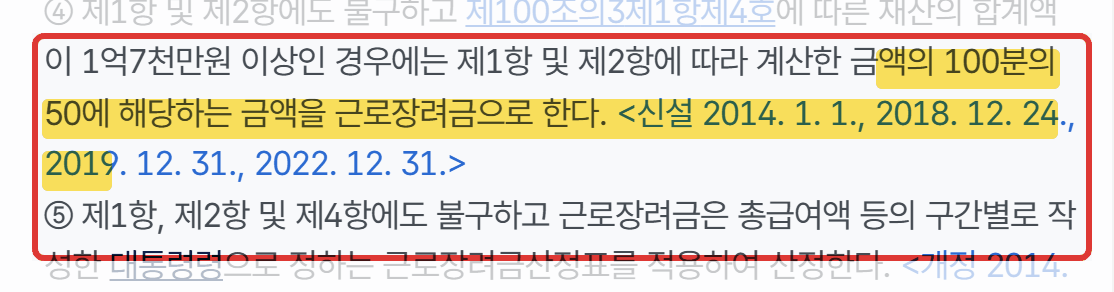 ④ 제1항 및 제2항에도 불구하고 제100조의3제1항제4호에 따른 재산의 합계액
이 1억7천만원 이상인 경우에는 제1항 및 제2항에 따라 계산한 금액의 100분의
50에 해당하는 금액을 근로장려금으로 한다. <신설 2014. 1. 1., 2018. 12. 24.,
2019. 12. 31., 2022. 12. 31.>
⑤ 제1항, 제2항 및 제4항에도 불구하고 근로장려금은 총급여액 등의 구간별로 작
성한 대통령령으로 정하는 근로장려금산정표를 적용하여 산정한다. <개정 2014.